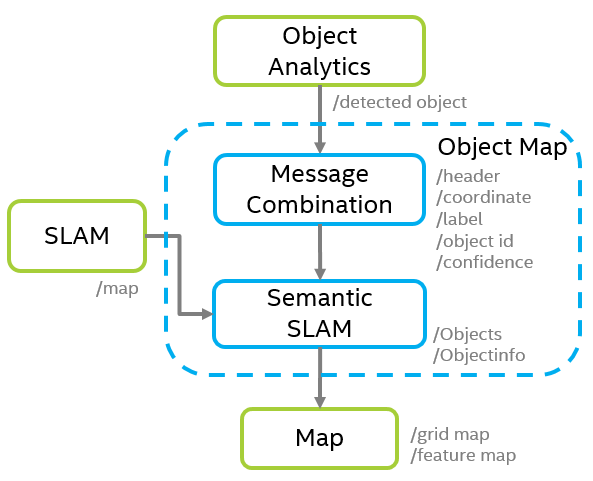 Object
Analytics
/detected object
Object Map
Message
Combination
/header
/coordinate
/label
/object id
/confidence
SLAM
/map
Semantic
SLAM
/Objects
/Objectinfo
Map
/grid map
/feature map